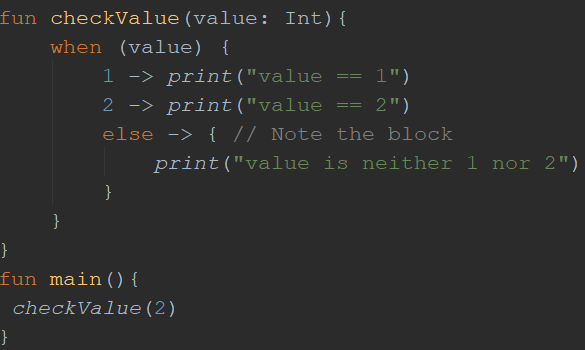 fun checkValue(value: Int){
    when (value) {
        1 -> print("value == 1")
        2 -> print("value == 2")
        else -> { // Note the block
            print("value is neither 1 nor 2")
        }
    }
}
fun main(){
 checkValue(2)
}